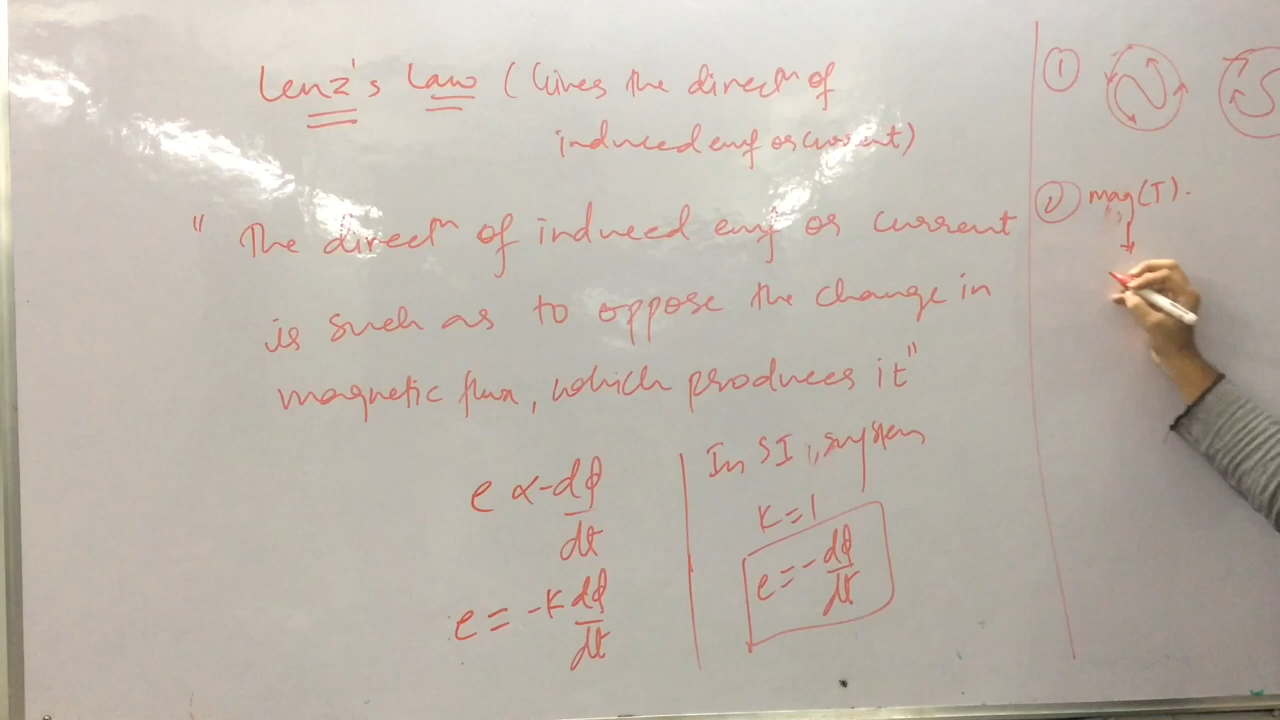 Lenz's Law (Gives the directn of
induced emf or current)
" The directn of induced emf or current
is such as to oppose the change in
magnetic flux, which produces it"
e ∝ -dϕ/dt
e = -K dϕ/dt
In SI, system
K = 1
e = - dϕ/dt
① N S
② mag(T).